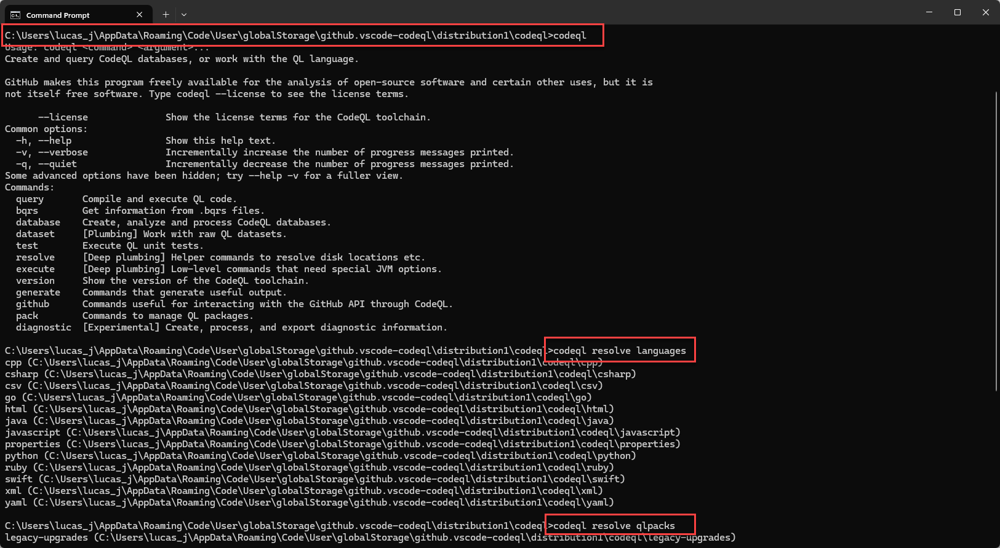 Command Prompt
C:\Users\lucas_j\AppData\Roaming\Code\User\globalStorage\github.vscode-codeql\distribution1\codeql>codeql
Usage: codeql <command> <argument>...
Create and query CodeQL databases, or work with the QL language.
GitHub makes this program freely available for the analysis of open-source software and certain other uses, but it is
not itself free software. Type codeql --license to see the license terms.
--license Show the license terms for the CodeQL toolchain.
Common options:
-h, --help Show this help text.
-v, --verbose Incrementally increase the number of progress messages printed.
-q, --quiet Incrementally decrease the number of progress messages printed.
Some advanced options have been hidden; try --help -v for a fuller view.
Commands:
query Compile and execute QL code.
bqrs Get information from .bqrs files.
database Create, analyze and process CodeQL databases.
dataset [Plumbing] Work with raw QL datasets.
test Execute QL unit tests.
resolve [Deep plumbing] Helper commands to resolve disk locations etc.
execute [Deep plumbing] Low-level commands that need special JVM options.
version Show the version of the CodeQL toolchain.
generate Commands that generate useful output.
github Commands useful for interacting with the GitHub API through CodeQL.
pack Commands to manage QL packages.
diagnostic [Experimental] Create, process, and export diagnostic information.
C:\Users\lucas_j\AppData\Roaming\Code\User\globalStorage\github.vscode-codeql\distribution1\codeql>codeql resolve languages
cpp (C:\Users\lucas_j\AppData\Roaming\Code\User\globalStorage\github.vscode-codeql\distribution1\codeql\cpp)
csharp (C:\Users\lucas_j\AppData\Roaming\Code\User\globalStorage\github.vscode-codeql\distribution1\codeql\csharp)
csv (C:\Users\lucas_j\AppData\Roaming\Code\User\globalStorage\github.vscode-codeql\distribution1\codeql\csv)
go (C:\Users\lucas_j\AppData\Roaming\Code\User\globalStorage\github.vscode-codeql\distribution1\codeql\go)
html (C:\Users\lucas_j\AppData\Roaming\Code\User\globalStorage\github.vscode-codeql\distribution1\codeql\html)
java (C:\Users\lucas_j\AppData\Roaming\Code\User\globalStorage\github.vscode-codeql\distribution1\codeql\java)
javascript (C:\Users\lucas_j\AppData\Roaming\Code\User\globalStorage\github.vscode-codeql\distribution1\codeql\javascript)
properties (C:\Users\lucas_j\AppData\Roaming\Code\User\globalStorage\github.vscode-codeql\distribution1\codeql\properties)
python (C:\Users\lucas_j\AppData\Roaming\Code\User\globalStorage\github.vscode-codeql\distribution1\codeql\python)
ruby (C:\Users\lucas_j\AppData\Roaming\Code\User\globalStorage\github.vscode-codeql\distribution1\codeql\ruby)
swift (C:\Users\lucas_j\AppData\Roaming\Code\User\globalStorage\github.vscode-codeql\distribution1\codeql\swift)
xml (C:\Users\lucas_j\AppData\Roaming\Code\User\globalStorage\github.vscode-codeql\distribution1\codeql\xml)
yaml (C:\Users\lucas_j\AppData\Roaming\Code\User\globalStorage\github.vscode-codeql\distribution1\codeql\yaml)
C:\Users\lucas_j\AppData\Roaming\Code\User\globalStorage\github.vscode-codeql\distribution1\codeql>codeql resolve qlpacks
legacy-upgrades (C:\Users\lucas_j\AppData\Roaming\Code\User\globalStorage\github.vscode-codeql\distribution1\codeql\legacy-upgrades)